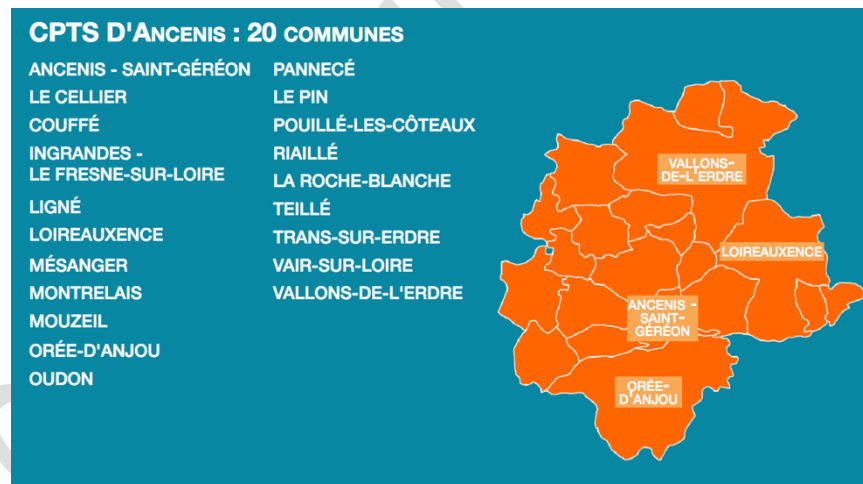 CPTS D'ANCENIS : 20 COMMUNES
ANCENIS - SAINT-GÉRÉON
LE CELLIER
COUFFÉ
INGRANDES -
LE FRESNE-SUR-LOIRE
LIGNÉ
LOIREAUXENCE
MÉSANGER
MONTRELAIS
MOUZEIL
ORÉE-D'ANJOU
OUDON
PANNECÉ
LE PIN
POUILLÉ-LES-CÔTEAUX
RIAILLÉ
LA ROCHE-BLANCHE
TEILLÉ
TRANS-SUR-ERDRE
VAIR-SUR-LOIRE
VALLONS-DE-L'ERDRE
VALLONS-
DE-L'ERDRE
LOIREAUXENCE
ANCENIS -
SAINT-
GÉRÉON
ORÉE-
D'ANJOU